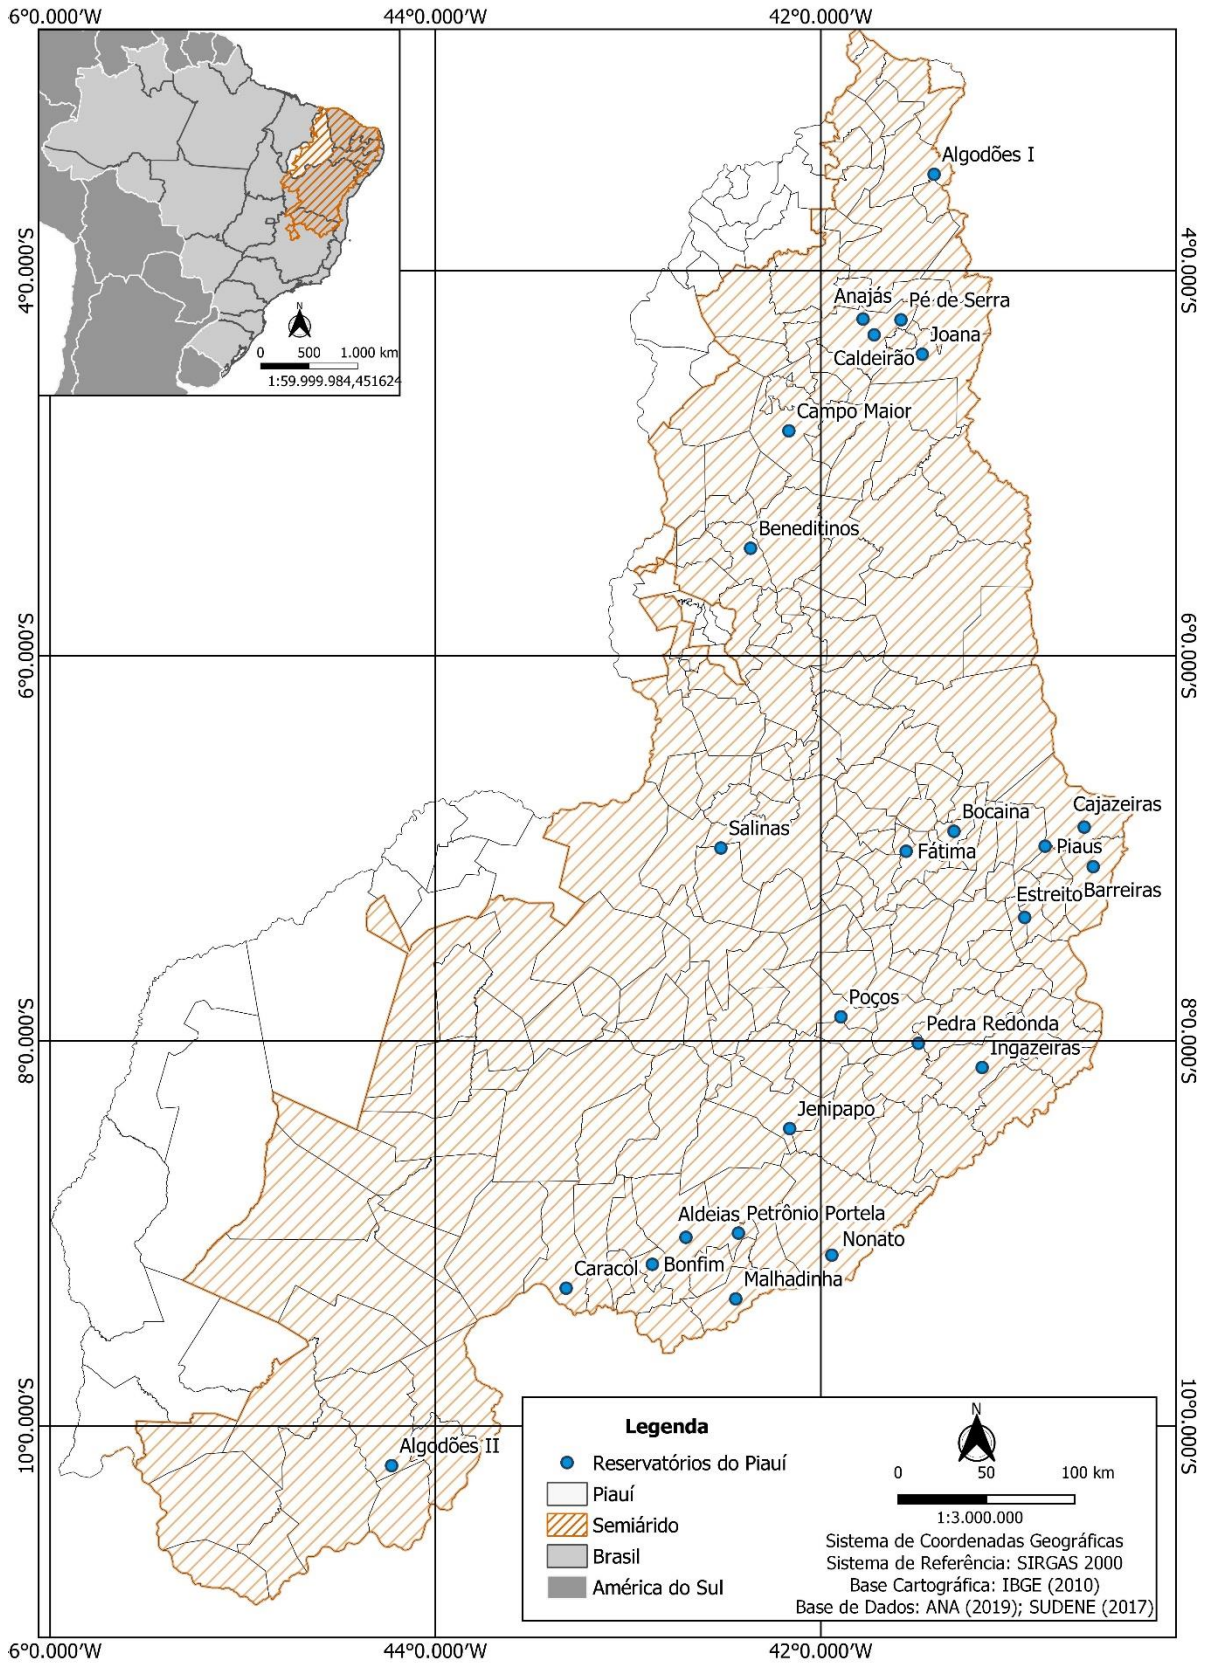 6°0.000'W 44°0.000'W 42°0.000'W
N
0 500 1.000 km
1:59.999.984,451624
4°0.000'S 4°0.000'S
Algodões I
Anajás Pé de Serra
Joana
Caldeirão
Campo Maior
Beneditinos
6°0.000'S 6°0.000'S
Cajazeiras
Bocaina
Salinas
Fátima Piaus
Estreito Barreiras
Poços
8°0.000'S 8°0.000'S
Pedra Redonda
Ingazeiras
Jenipapo
Aldeias Petrônio Portela
Nonato
Caracol Bonfim
Malhadinha
10°0.000'S 10°0.000'S
Algodões II
Legenda
Reservatórios do Piauí
Piauí
Semiárido
Brasil
América do Sul
N
0 50 100 km
1:3.000.000
Sistema de Coordenadas Geográficas
Sistema de Referência: SIRGAS 2000
Base Cartográfica: IBGE (2010)
Base de Dados: ANA (2019); SUDENE (2017)
6°0.000'W 44°0.000'W 42°0.000'W